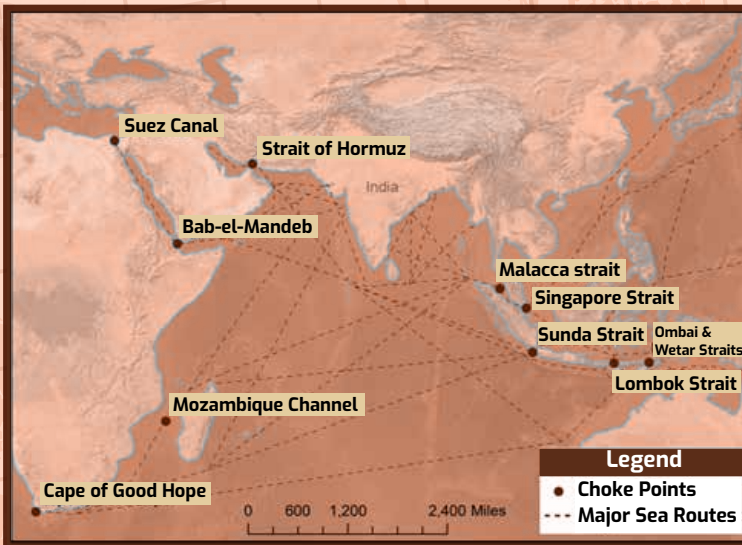 Suez Canal
Strait of Hormuz
India
Bab-el-Mandeb
Malacca strait
Singapore Strait
Sunda Strait
Ombai &
Wetar Straits
Lombok Strait
Mozambique Channel
Cape of Good Hope
0 600 1,200 2,400 Miles
Legend
Choke Points
Major Sea Routes